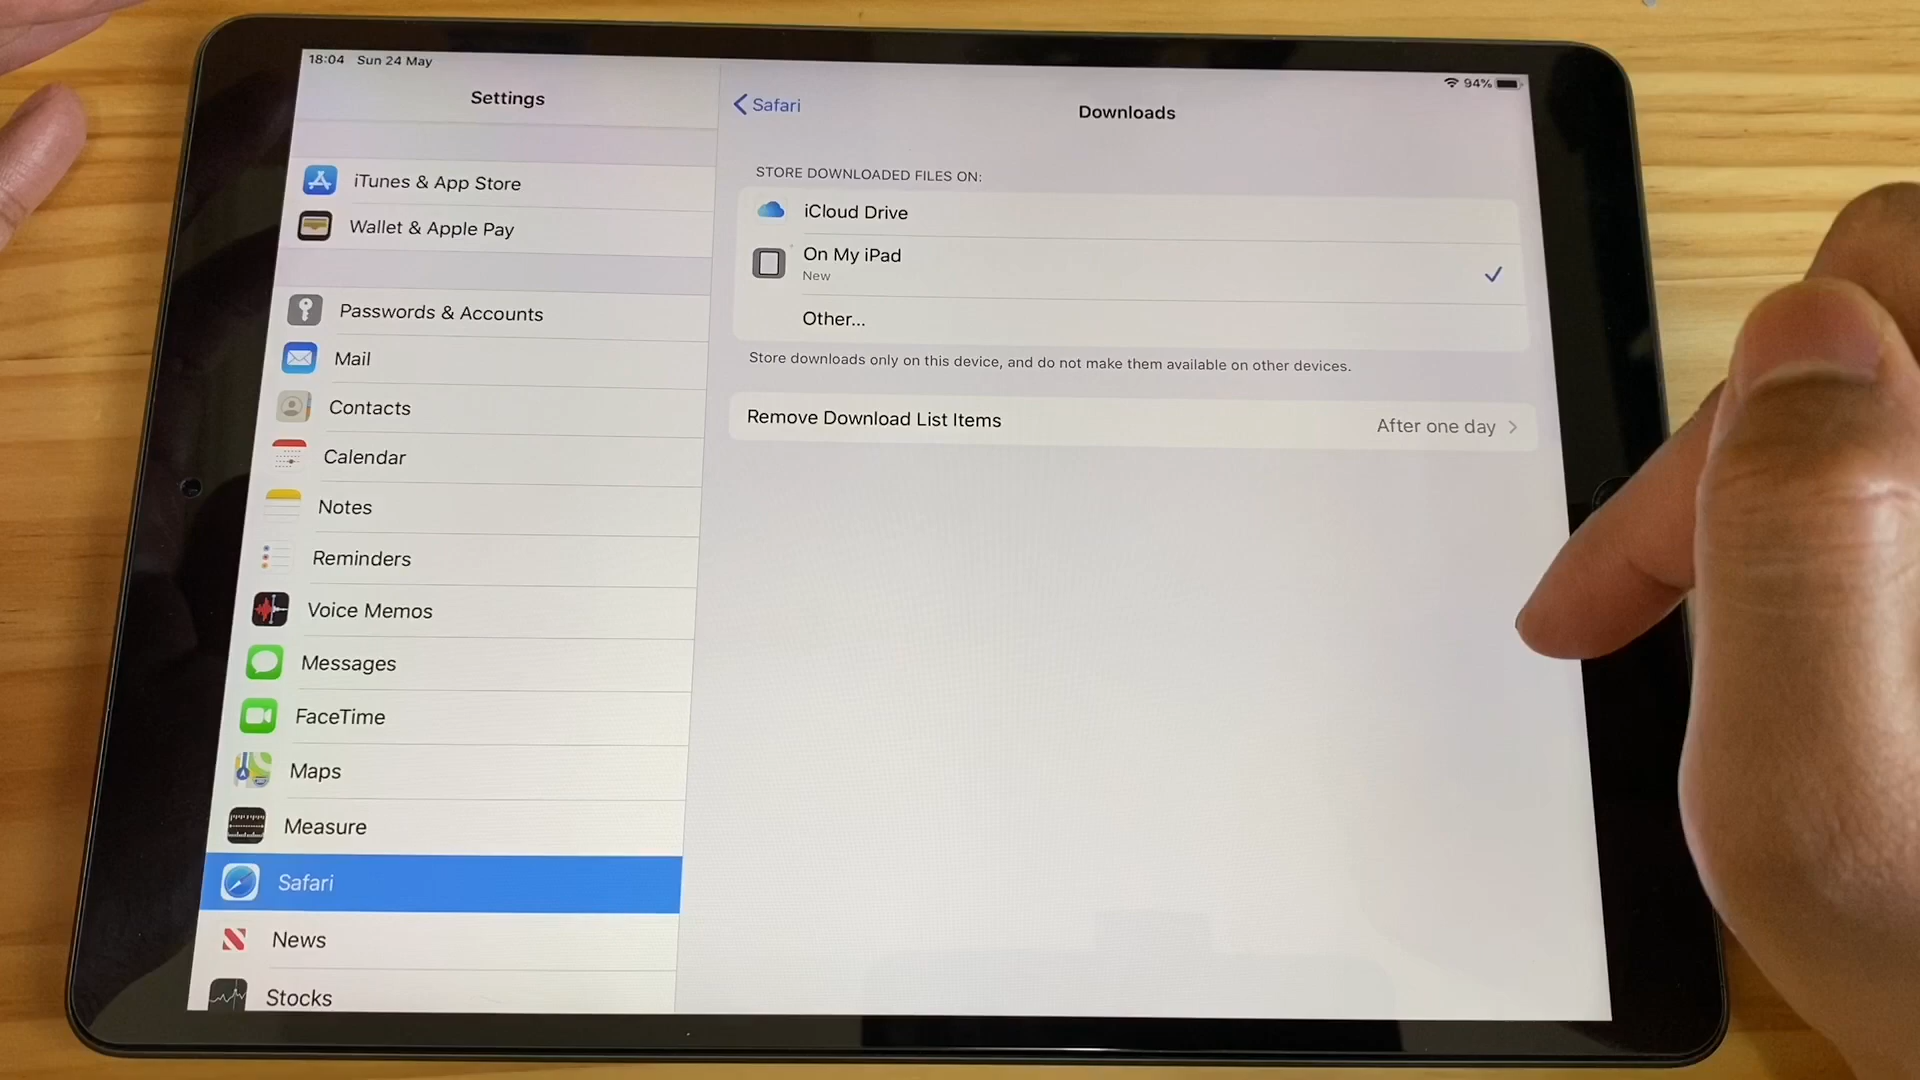 18:04 Sun 24 May
94%
Settings
Safari
Downloads
iTunes & App Store
Wallet & Apple Pay
Passwords & Accounts
Mail
Contacts
Calendar
Notes
Reminders
Voice Memos
Messages
FaceTime
Maps
Measure
Safari
News
Stocks
STORE DOWNLOADED FILES ON:
iCloud Drive
On My iPad
New
Other...
Store downloads only on this device, and do not make them available on other devices.
Remove Download List Items
After one day